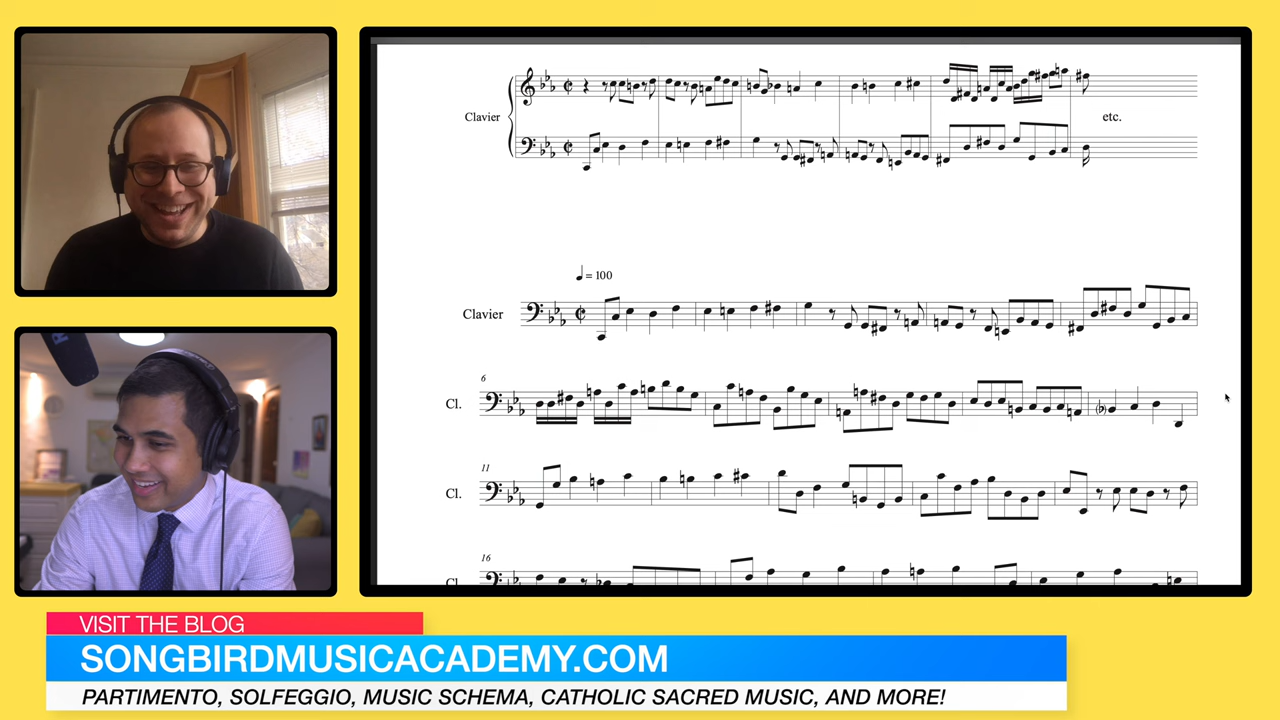 Clavier
etc.
= 100
Clavier
6
Cl.
11
Cl.
16
Cl.
VISIT THE BLOG
SONGBIRDMUSICACADEMY.COM
PARTIMENTO, SOLFEGGIO, MUSIC SCHEMA, CATHOLIC SACRED MUSIC, AND MORE!